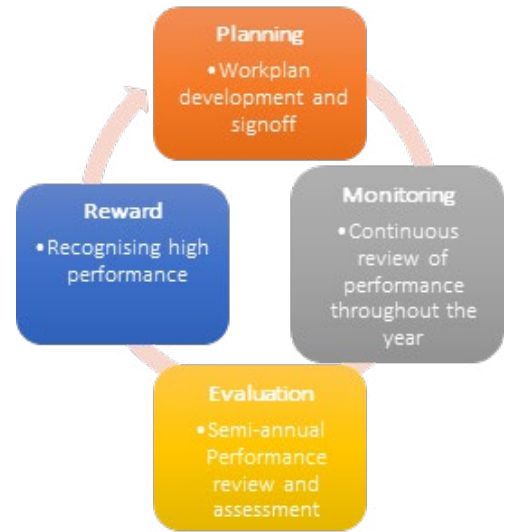 Planning
•Workplan
development and
signoff
Monitoring
•Continuous
review of
performance
throughout the
year
Evaluation
•Semi-annual
Performance
review and
assessment
Reward
•Recognising high
performance